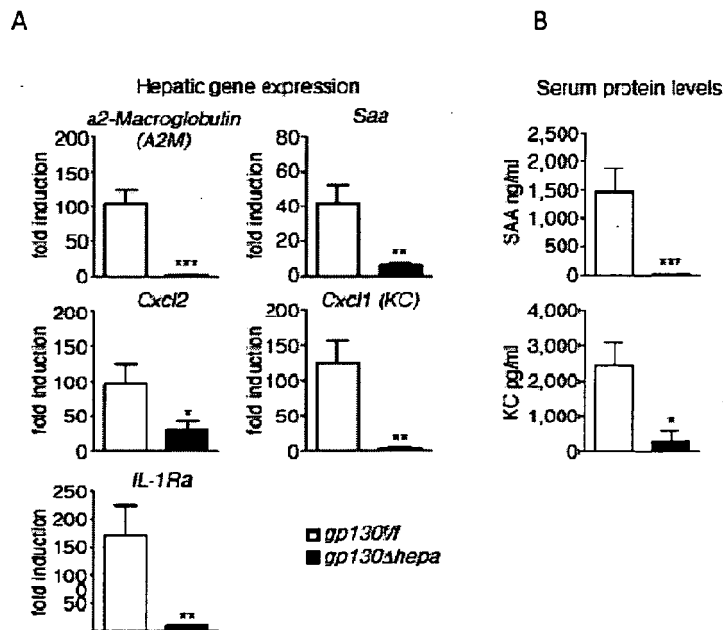 A
B
Hepatic gene expression
Serum protein levels
a2-Macroglobulin
(A2M)
fold induction
200
150
100
50
0
***
Saa
fold induction
80
60
40
20
0
**
SAA ng/ml
2,500
2,000
1,500
1,000
500
0
***
Cxcl2
fold induction
200
150
100
50
0
*
Cxcl1 (KC)
fold induction
200
150
100
50
0
**
KC pg/ml
4,000
3,000
2,000
1,000
0
*
IL-1Ra
fold induction
250
200
150
100
0
50
**
gp130f/f
gp130Δhepa